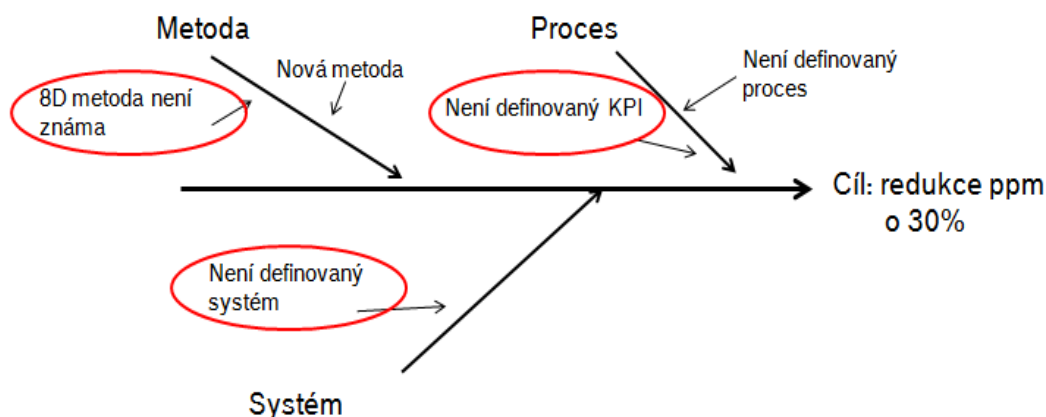 Metoda
Proces
Nová metoda
Není definovaný
proces
8D metoda není
známa
Není definovaný KPI
Cíl: redukce ppm
o 30%
Není definovaný
systém
Systém